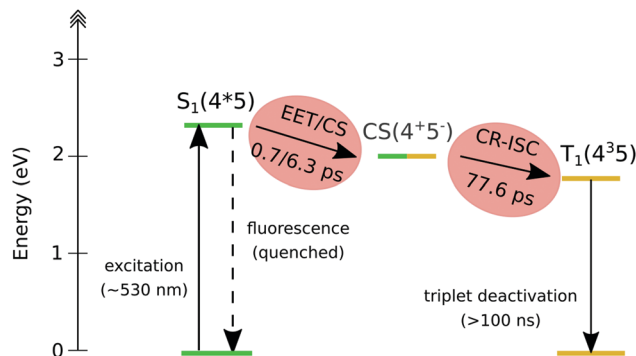 3
2
1
0
Energy (eV)
S₁(4*5)
EET/CS
0.7/6.3 ps
CS(4⁺5⁻)
CR-ISC
77.6 ps
T₁(4³5)
fluorescence
(quenched)
excitation
(~530 nm)
triplet deactivation
(>100 ns)